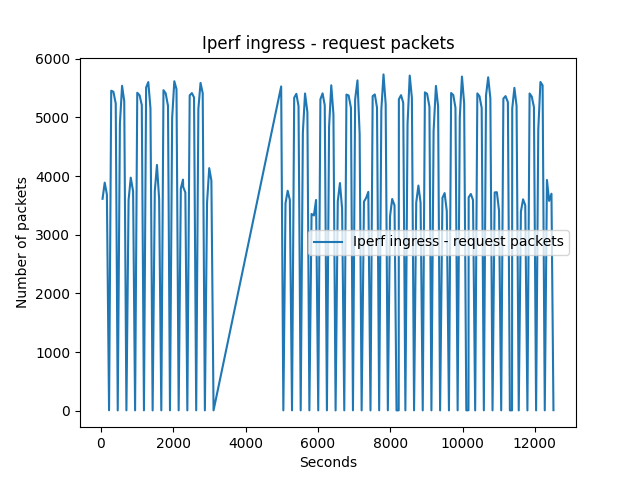 Iperf ingress - request packets
6000
5000
4000
3000
2000
1000
0
Number of packets
Iperf ingress - request packets
0 2000 4000 6000 8000 10000 12000
Seconds